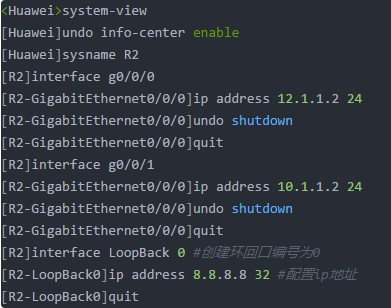 <Huawei>system-view
[Huawei]undo info-center enable
[Huawei]sysname R2
[R2]interface g0/0/0
[R2-GigabitEthernet0/0/0]ip address 12.1.1.2 24
[R2-GigabitEthernet0/0/0]undo shutdown
[R2-GigabitEthernet0/0/0]quit
[R2]interface g0/0/1
[R2-GigabitEthernet0/0/0]ip address 10.1.1.2 24
[R2-GigabitEthernet0/0/0]undo shutdown
[R2-GigabitEthernet0/0/0]quit
[R2]interface LoopBack 0 #创建环回口编号为0
[R2-LoopBack0]ip address 8.8.8.8 32 #配置ip地址
[R2-LoopBack0]quit